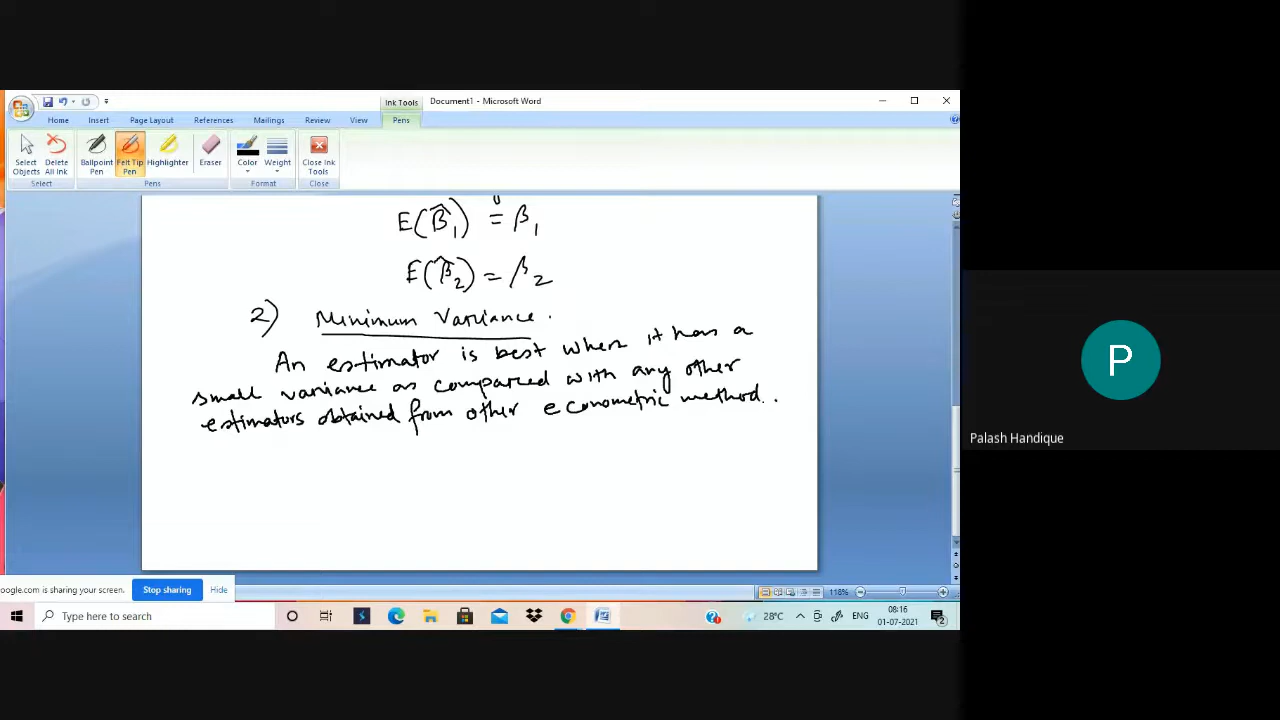 Ink Tools
Document1 - Microsoft Word
Home Insert Page Layout References Mailings Review View Pens
Select Objects
Delete All Ink
Ballpoint Pen
Felt Tip Pen
Highlighter
Eraser
Color
Weight
Close Ink Tools
Select Pens Format Close
E(β̂₁) = β₁
E(β̂₂) = β₂
2) Minimum Variance.
An estimator is best when it has a
small variance as compared with any other
estimators obtained from other econometric method.
P
Palash Handique
oogle.com is sharing your screen. Stop sharing Hide
118%
Type here to search
28°C ENG
08:16
01-07-2021
2